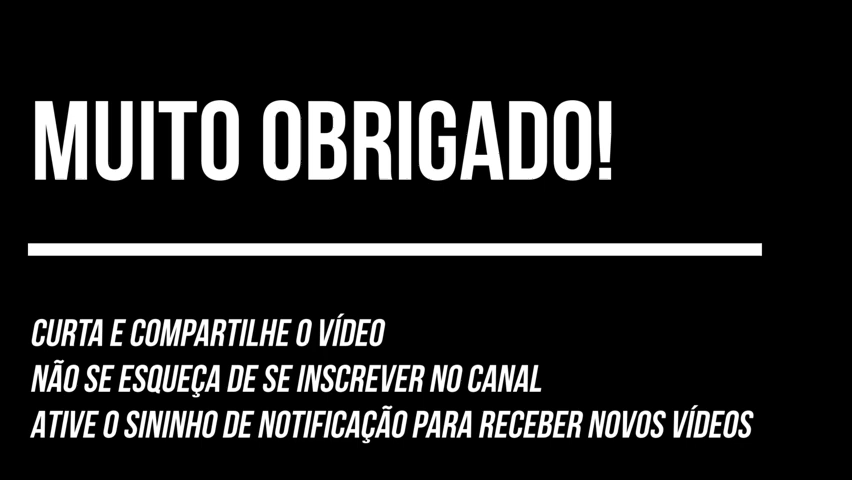 MUITO OBRIGADO!
CURTA E COMPARTILHE O VÍDEO
NÃO SE ESQUEÇA DE SE INSCREVER NO CANAL
ATIVE O SININHO DE NOTIFICAÇÃO PARA RECEBER NOVOS VÍDEOS